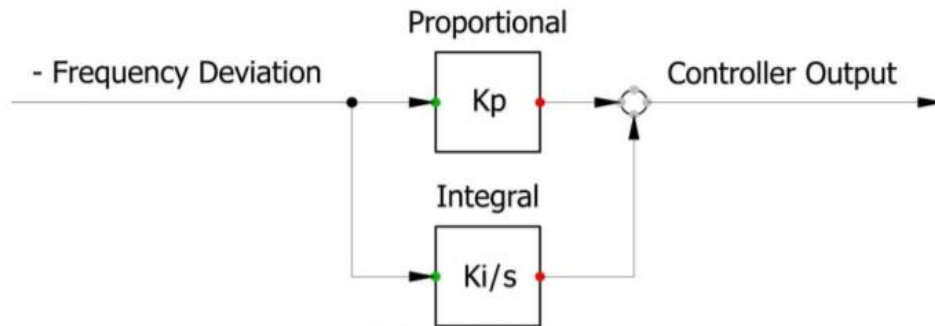 Proportional
- Frequency Deviation
Kp
Controller Output
Integral
Ki/s